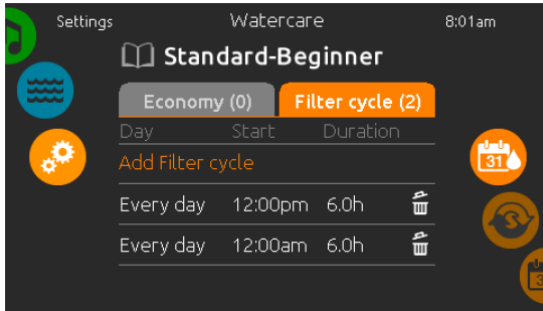 Settings Watercare 8:01am
Standard-Beginner
Economy (0) Filter cycle (2)
Day Start Duration
Add Filter cycle
Every day 12:00pm 6.0h
Every day 12:00am 6.0h
31
S
3